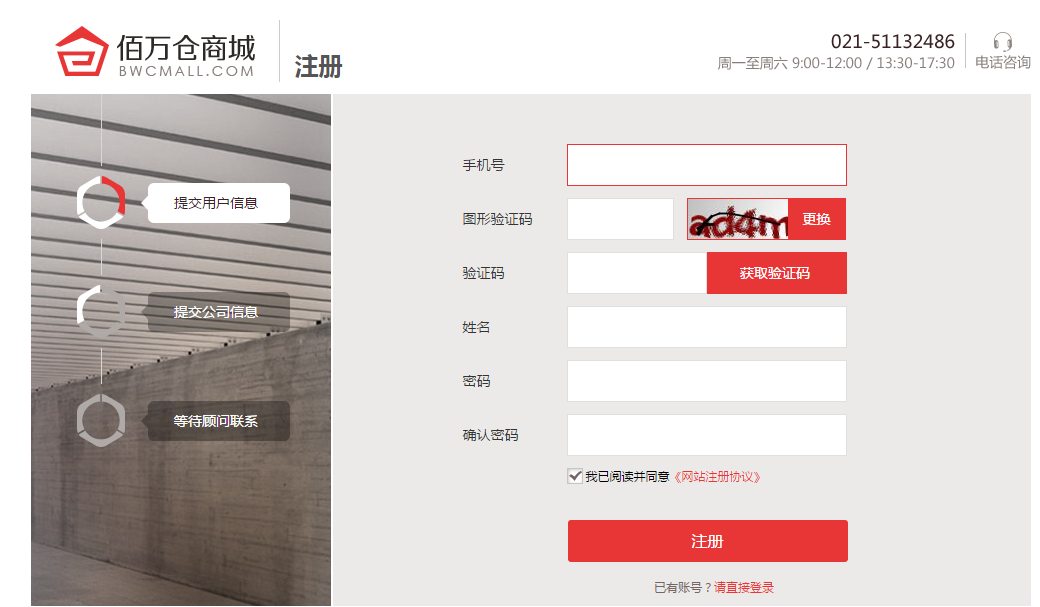 佰万仓商城
BWCMALL.COM
注册
021-51132486
周一至周六 9:00-12:00 / 13:30-17:30
电话咨询
提交用户信息
提交公司信息
等待顾问联系
手机号
图形验证码
ad4m
更换
验证码
获取验证码
姓名
密码
确认密码
我已阅读并同意《网站注册协议》
注册
已有账号？请直接登录